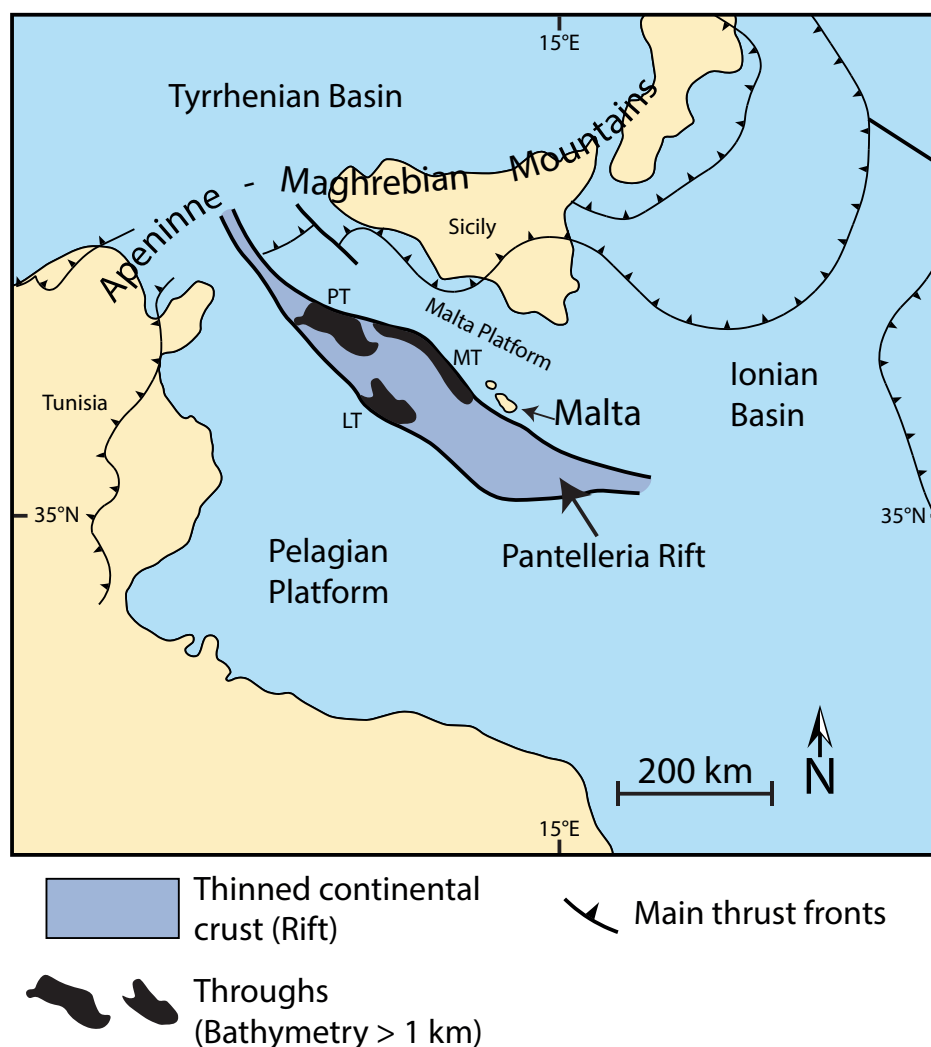 15°E
Tyrrhenian Basin
Apeninne - Maghrebian Mountains
Sicily
PT
Malta Platform
MT
Ionian
Basin
Tunisia
LT
Malta
35°N
35°N
Pelagian
Platform
Pantelleria Rift
200 km
N
15°E
Thinned continental
crust (Rift)
Main thrust fronts
Throughs
(Bathymetry > 1 km)